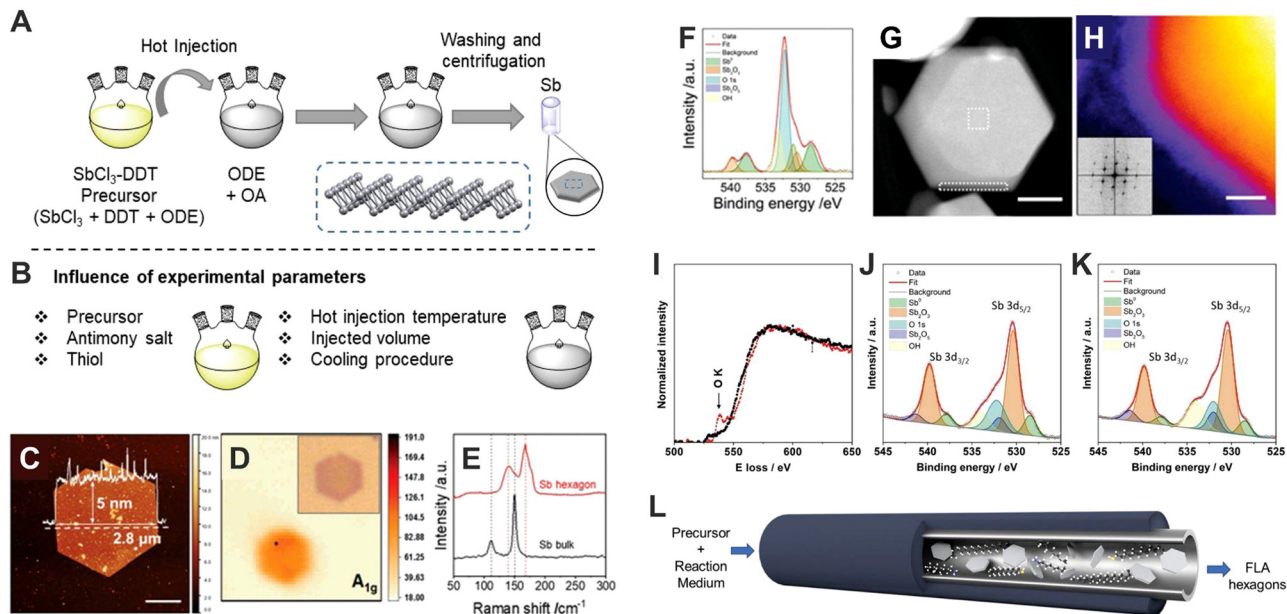 A
Hot Injection
Washing and
centrifugation
Sb
SbCl₃-DDT
Precursor
(SbCl₃ + DDT + ODE)
ODE
+ OA
B
Influence of experimental parameters
❖ Precursor
❖ Antimony salt
❖ Thiol
❖ Hot injection temperature
❖ Injected volume
❖ Cooling procedure
C
5 nm
2.8 µm
D
A₁g
191.0
169.4
147.8
126.1
104.5
82.88
61.25
39.63
18.00
E
Intensity /a.u.
Sb hexagon
Sb bulk
50 100 150 200 300
Raman shift /cm⁻¹
F
Intensity /a.u.
Data
Fit
Background
Sb⁰
Sb₂O₃
O 1s
Sb₂O₅
OH
540 535 530 525
Binding energy /eV
G
H
I
Normalized intensity
O K
500 550 600 650
E loss / eV
J
Intensity / a.u.
Data
Fit
Background
Sb⁰
Sb₂O₃
O 1s
Sb₂O₅
OH
Sb 3d₅/₂
Sb 3d₃/₂
545 540 535 530 525
Binding energy / eV
K
Intensity / a.u.
Data
Fit
Background
Sb⁰
Sb₂O₃
O 1s
Sb₂O₅
OH
Sb 3d₅/₂
Sb 3d₃/₂
545 540 535 530 525
Binding energy / eV
L
Precursor
+
Reaction
Medium
FLA
hexagons